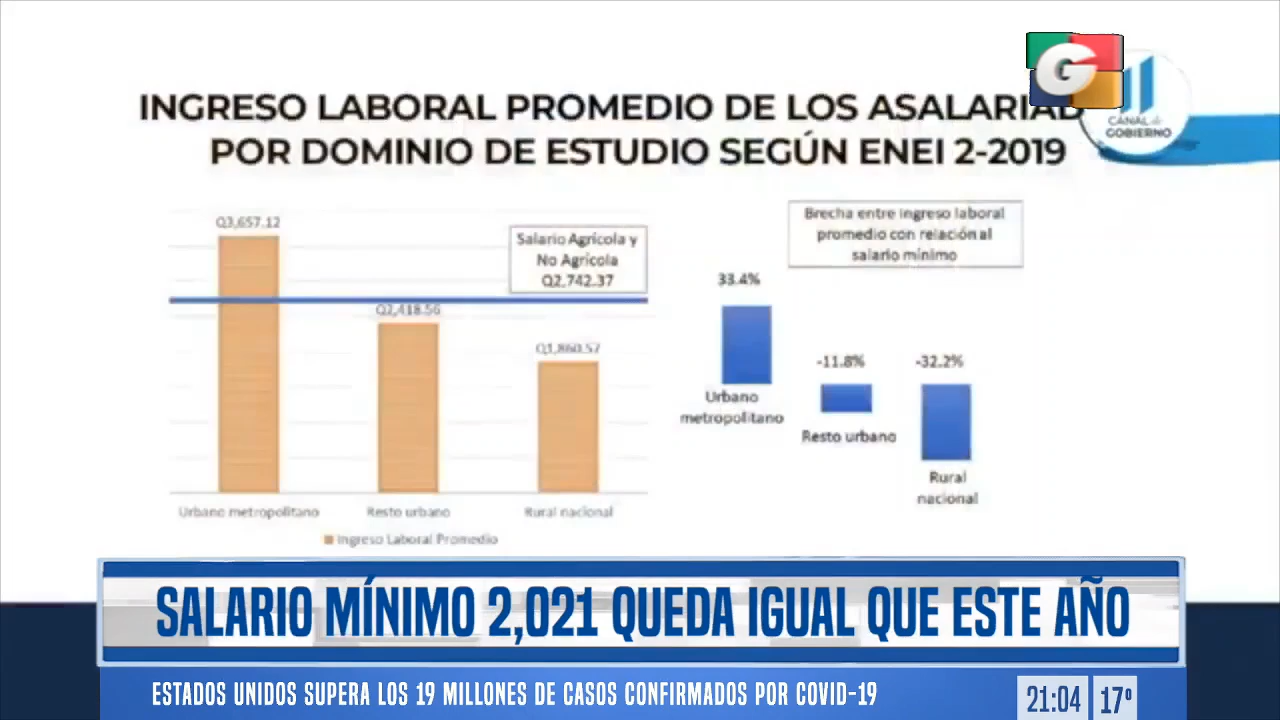 G
CANAL de
GOBIERNO
INGRESO LABORAL PROMEDIO DE LOS
POR DOMINIO DE ESTUDIO SEGÚN ENEI 2-2019
Q3,657.12
Salario Agrícola y
No Agrícola
Q2,742.37
Q2,418.56
Q1,860.57
Urbano metropolitano Resto urbano Rural nacional
Ingreso Laboral Promedio
Brecha entre ingreso laboral
promedio con relación al
salario mínimo
33.4%
-11.8%
-32.2%
Urbano
metropolitano
Resto urbano
Rural
nacional
SALARIO MÍNIMO 2,021 QUEDA IGUAL QUE ESTE AÑO
ESTADOS UNIDOS SUPERA LOS 19 MILLONES DE CASOS CONFIRMADOS POR COVID-19
21:04 17º